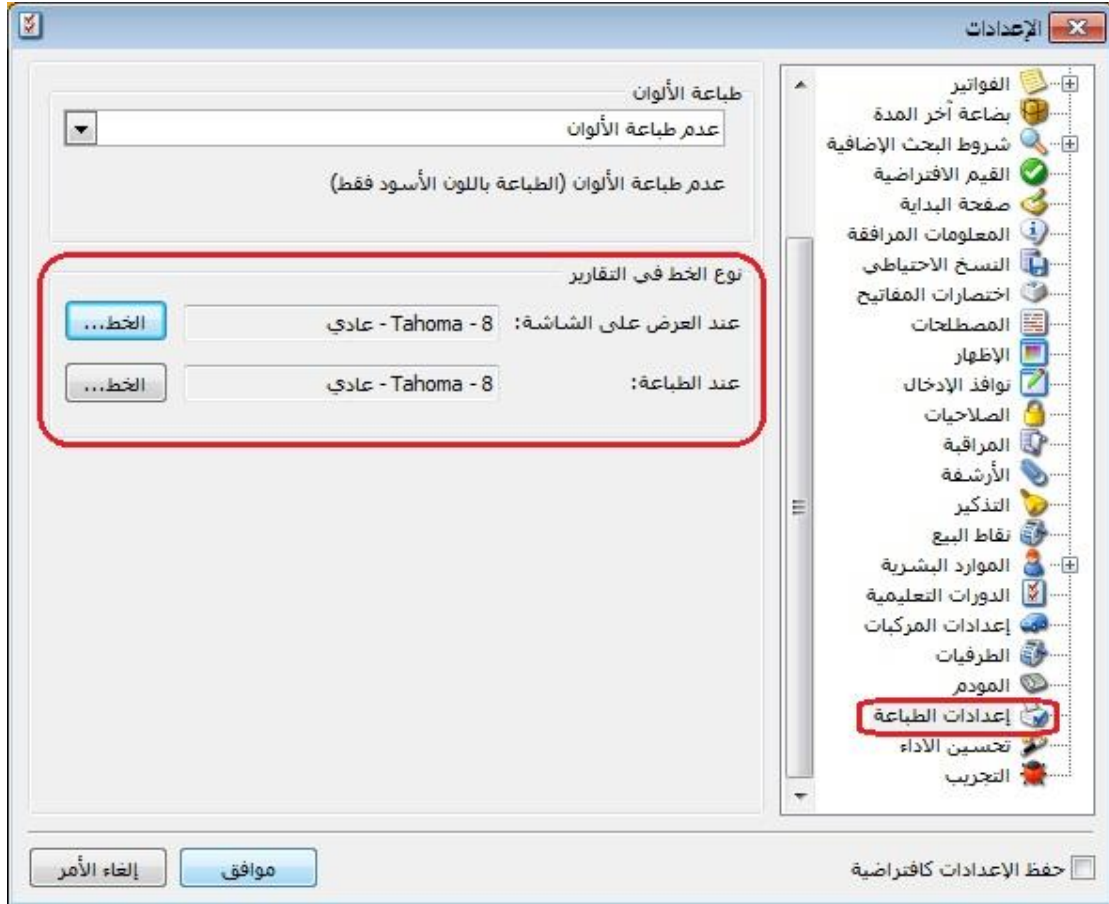 الإعدادات
الفواتير
بضاعة آخر المدة
شروط البحث الإضافية
القيم الافتراضية
صفحة البداية
المعلومات المرافقة
النسخ الاحتياطي
اختصارات المفاتيح
المصطلحات
الإظهار
نوافذ الإدخال
الصلاحيات
المراقبة
الأرشفة
التذكير
نقاط البيع
الموارد البشرية
الدورات التعليمية
إعدادات المركبات
الطرفيات
المودم
إعدادات الطباعة
تحسين الاداء
التجريب
طباعة الألوان
عدم طباعة الألوان
عدم طباعة الألوان (الطباعة باللون الأسود فقط)
نوع الخط في التقارير
عند العرض على الشاشة: Tahoma - 8 - عادي الخط...
عند الطباعة: Tahoma - 8 - عادي الخط...
حفظ الإعدادات كافتراضية
موافق
إلغاء الأمر